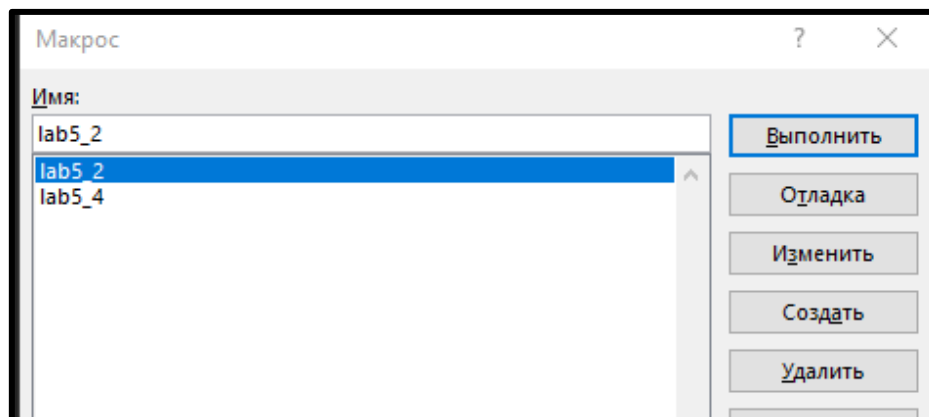 Макрос ?
Имя:
lab5_2
Выполнить
lab5_2
lab5_4
Отладка
Изменить
Создать
Удалить